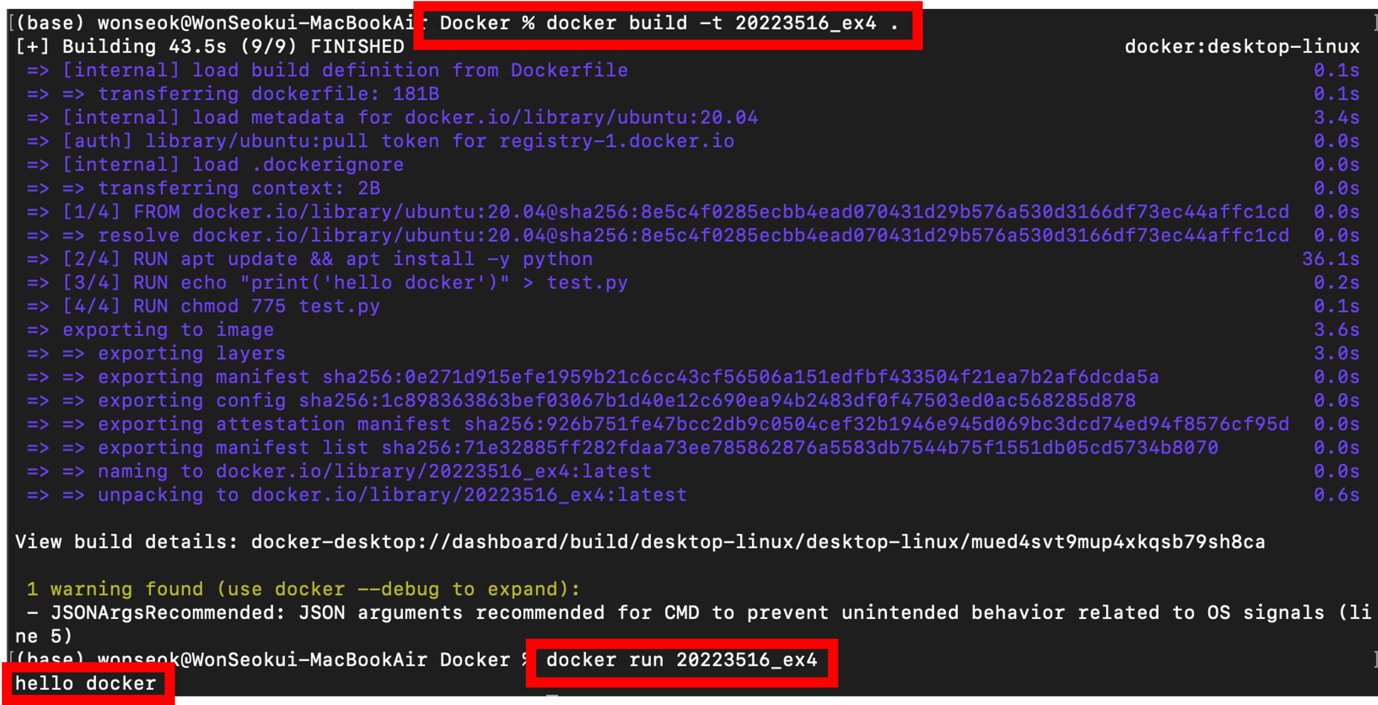 [(base) wonseok@WonSeokui-MacBookAir Docker % docker build -t 20223516_ex4 . ]
[+] Building 43.5s (9/9) FINISHED docker:desktop-linux
=> [internal] load build definition from Dockerfile 0.1s
=> => transferring dockerfile: 181B 0.1s
=> [internal] load metadata for docker.io/library/ubuntu:20.04 3.4s
=> [auth] library/ubuntu:pull token for registry-1.docker.io 0.0s
=> [internal] load .dockerignore 0.0s
=> => transferring context: 2B 0.0s
=> [1/4] FROM docker.io/library/ubuntu:20.04@sha256:8e5c4f0285ecbb4ead070431d29b576a530d3166df73ec44affc1cd 0.0s
=> => resolve docker.io/library/ubuntu:20.04@sha256:8e5c4f0285ecbb4ead070431d29b576a530d3166df73ec44affc1cd 0.0s
=> [2/4] RUN apt update && apt install -y python 36.1s
=> [3/4] RUN echo "print('hello docker')" > test.py 0.2s
=> [4/4] RUN chmod 775 test.py 0.1s
=> exporting to image 3.6s
=> => exporting layers 3.0s
=> => exporting manifest sha256:0e271d915efe1959b21c6cc43cf56506a151edfbf433504f21ea7b2af6dcda5a 0.0s
=> => exporting config sha256:1c898363863bef03067b1d40e12c690ea94b2483df0f47503ed0ac568285d878 0.0s
=> => exporting attestation manifest sha256:926b751fe47bcc2db9c0504cef32b1946e945d069bc3dcd74ed94f8576cf95d 0.0s
=> => exporting manifest list sha256:71e32885ff282fdaa73ee785862876a5583db7544b75f1551db05cd5734b8070 0.0s
=> => naming to docker.io/library/20223516_ex4:latest 0.0s
=> => unpacking to docker.io/library/20223516_ex4:latest 0.6s
View build details: docker-desktop://dashboard/build/desktop-linux/desktop-linux/mued4svt9mup4xkqsb79sh8ca
1 warning found (use docker --debug to expand):
- JSONArgsRecommended: JSON arguments recommended for CMD to prevent unintended behavior related to OS signals (li
ne 5)
[(base) wonseok@WonSeokui-MacBookAir Docker % docker run 20223516_ex4 ]
hello docker